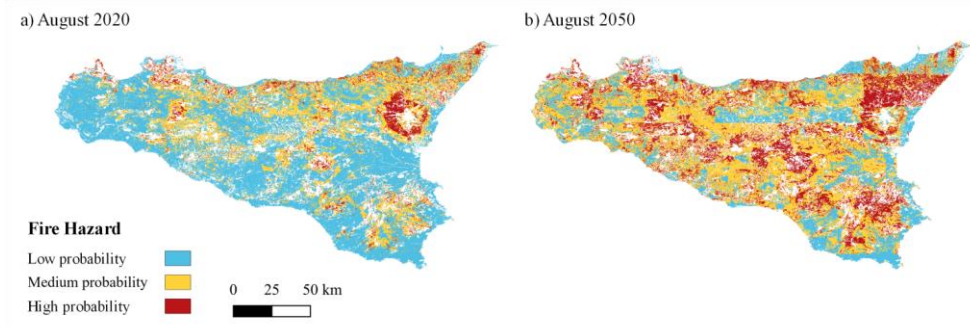 a) August 2020
b) August 2050
Fire Hazard
Low probability
Medium probability
High probability
0 25 50 km